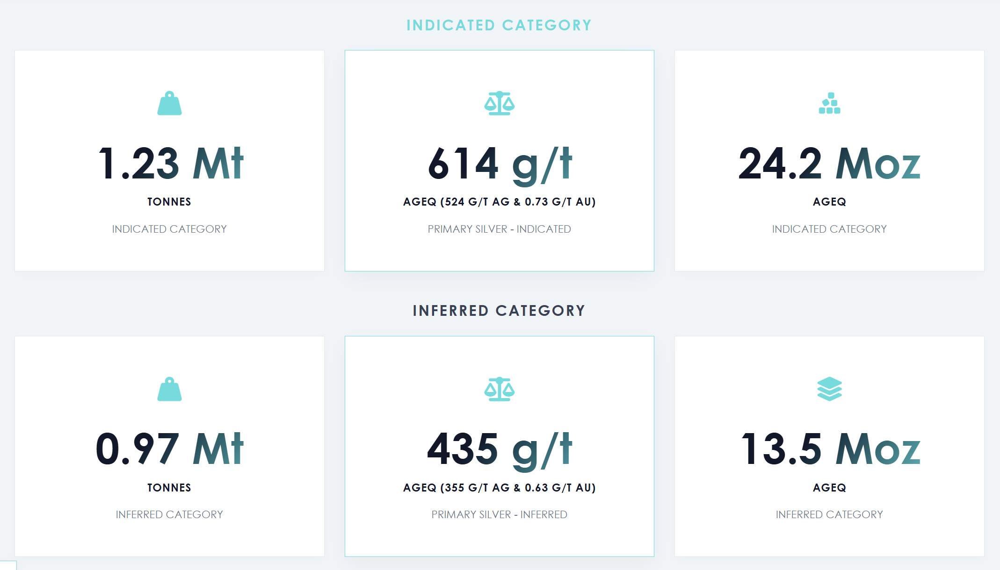 INDICATED CATEGORY
1.23 Mt
TONNES
INDICATED CATEGORY
614 g/t
AGEQ (524 G/T AG & 0.73 G/T AU)
PRIMARY SILVER - INDICATED
24.2 Moz
AGEQ
INDICATED CATEGORY
INFERRED CATEGORY
0.97 Mt
TONNES
INFERRED CATEGORY
435 g/t
AGEQ (355 G/T AG & 0.63 G/T AU)
PRIMARY SILVER - INFERRED
13.5 Moz
AGEQ
INFERRED CATEGORY